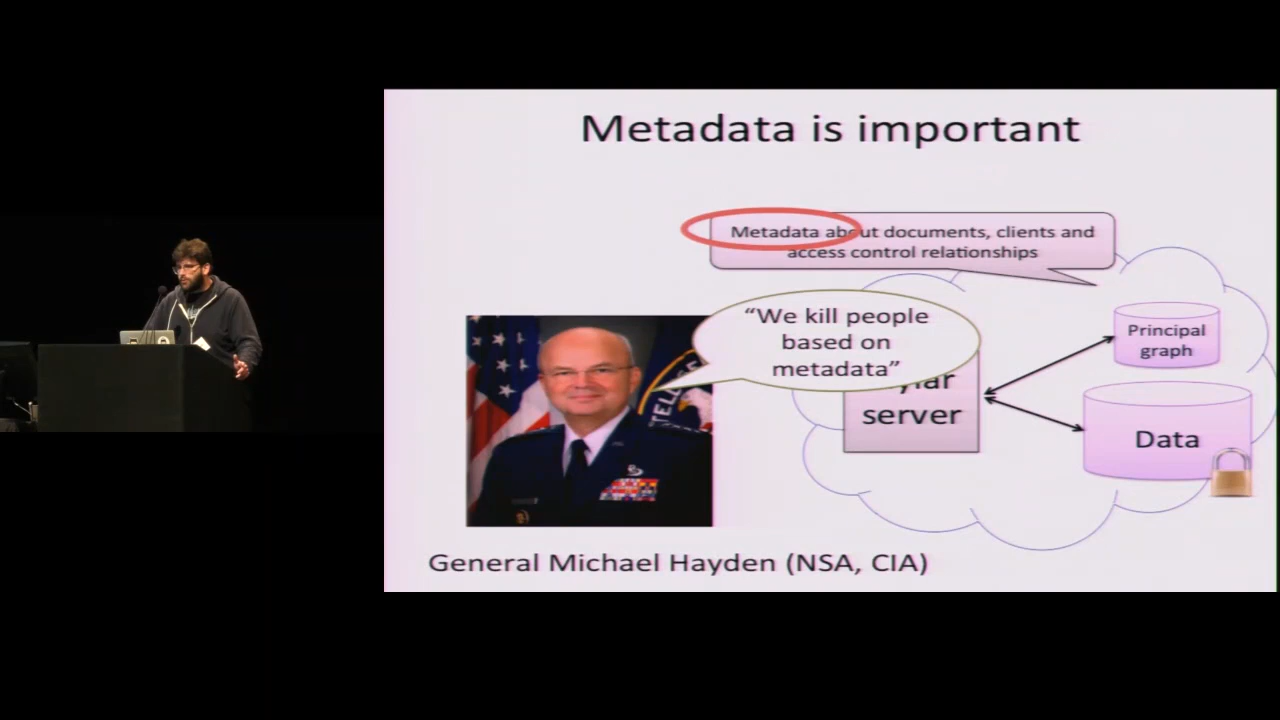 Metadata is important
Metadata about documents, clients and
access control relationships
"We kill people
based on
metadata"
Principal
graph
server
Data
General Michael Hayden (NSA, CIA)